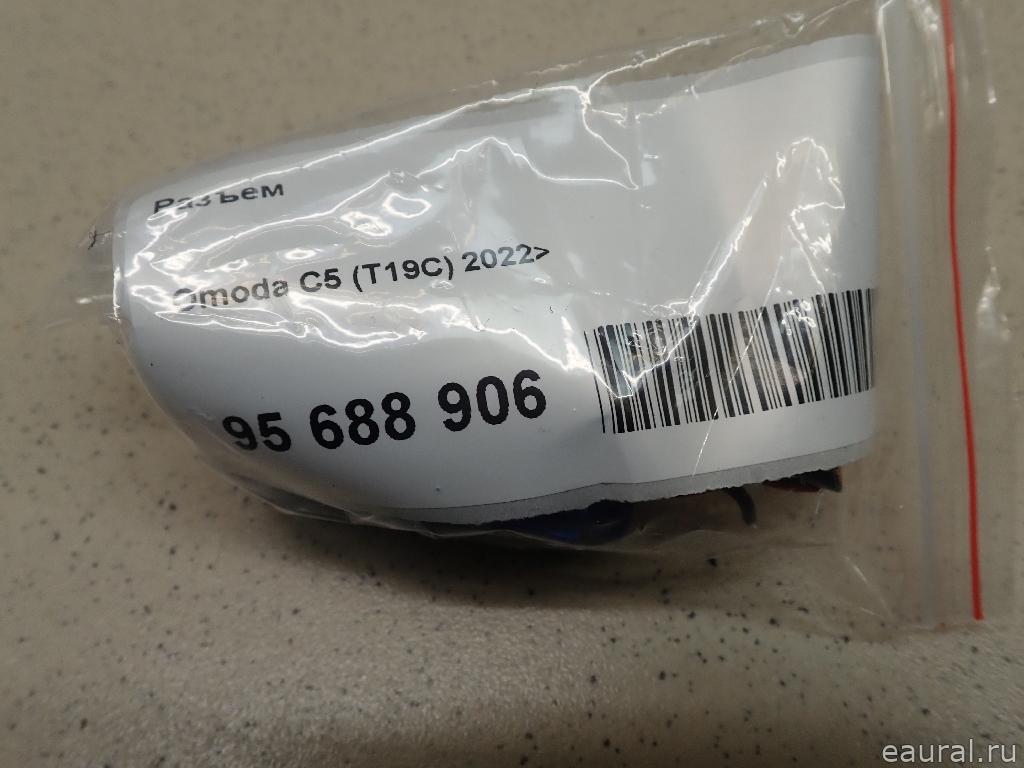 Разъем
Omoda C5 (T19C) 2022>
95 688 906
eaural.ru